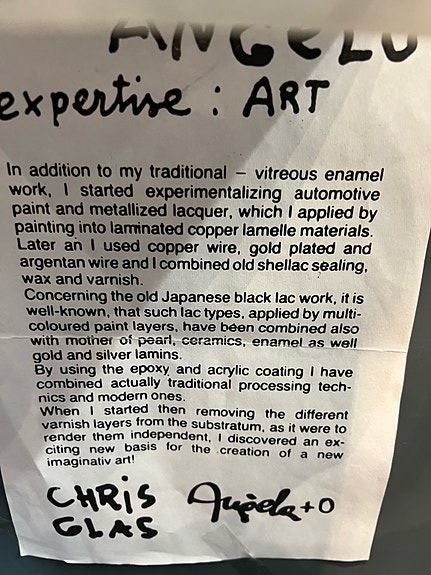 ANGELO
expertise : ART
In addition to my traditional – vitreous enamel
work, I started experimentalizing automotive
paint and metallized lacquer, which I applied by
painting into laminated copper lamelle materials.
Later an I used copper wire, gold plated and
argentan wire and I combined old shellac sealing,
wax and varnish.
Concerning the old Japanese black lac work, it is
well-known, that such lac types, applied by multi-
coloured paint layers, have been combined also
with mother of pearl, ceramics, enamel as well
gold and silver lamins.
By using the epoxy and acrylic coating I have
combined actually traditional processing tech-
nics and modern ones.
When I started then removing the different
varnish layers from the substratum, as it were to
render them independent, I discovered an ex-
citing new basis for the creation of a new
imaginativ art!
CHRIS
GLAS